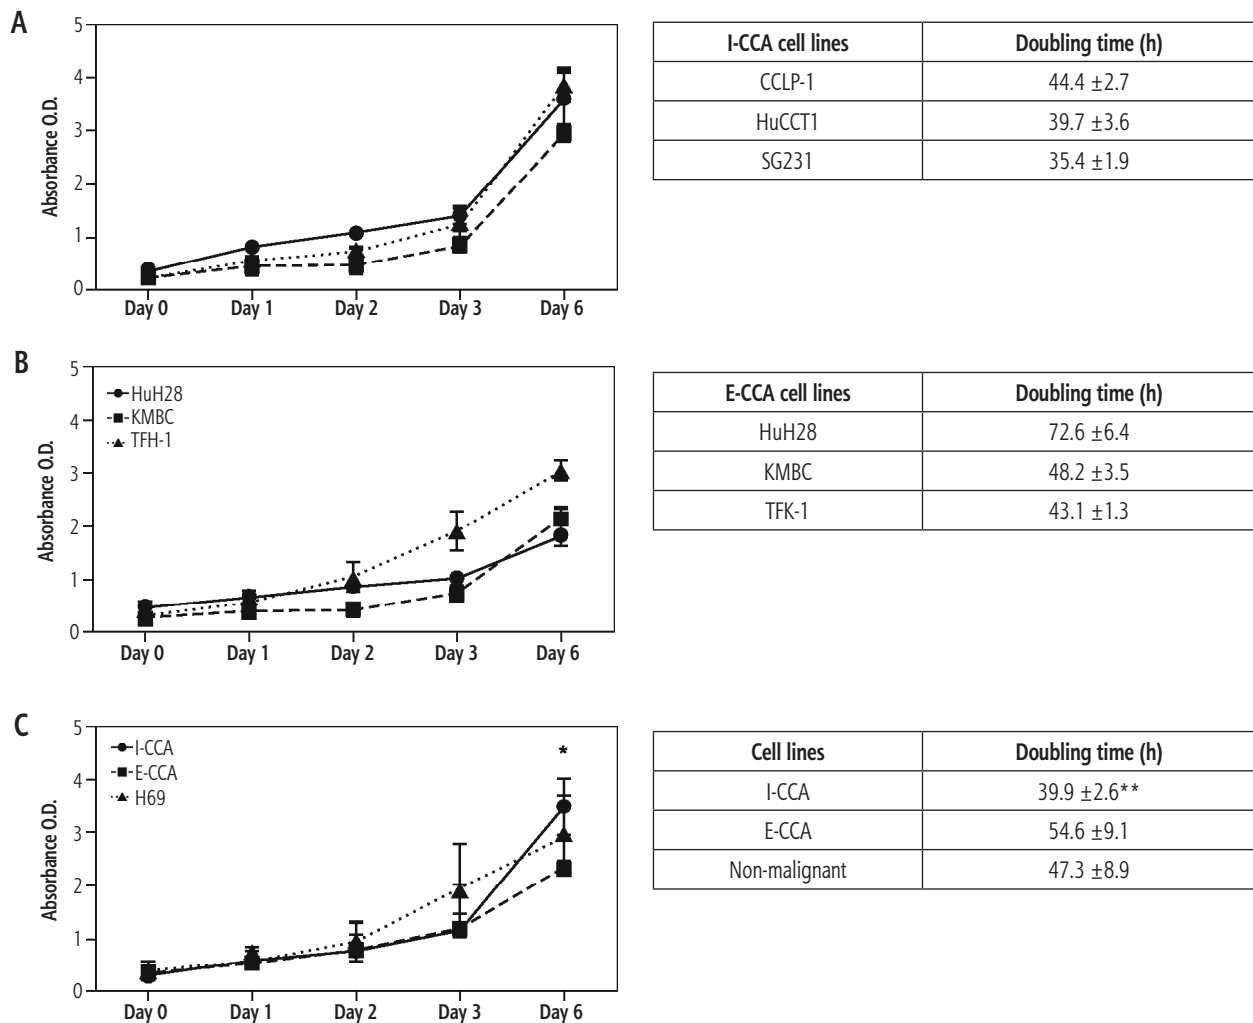 A
5
4
3
2
1
0
Absorbance O.D.
Day 0 Day 1 Day 2 Day 3 Day 6
I-CCA cell lines Doubling time (h)
CCLP-1 44.4 ±2.7
HuCCT1 39.7 ±3.6
SG231 35.4 ±1.9
B
5
4
3
2
1
0
Absorbance O.D.
HuH28
KMBC
TFH-1
Day 0 Day 1 Day 2 Day 3 Day 6
E-CCA cell lines Doubling time (h)
HuH28 72.6 ±6.4
KMBC 48.2 ±3.5
TFK-1 43.1 ±1.3
C
5
4
3
2
1
0
Absorbance O.D.
I-CCA
E-CCA
H69
*
Day 0 Day 1 Day 2 Day 3 Day 6
Cell lines Doubling time (h)
I-CCA 39.9 ±2.6**
E-CCA 54.6 ±9.1
Non-malignant 47.3 ±8.9